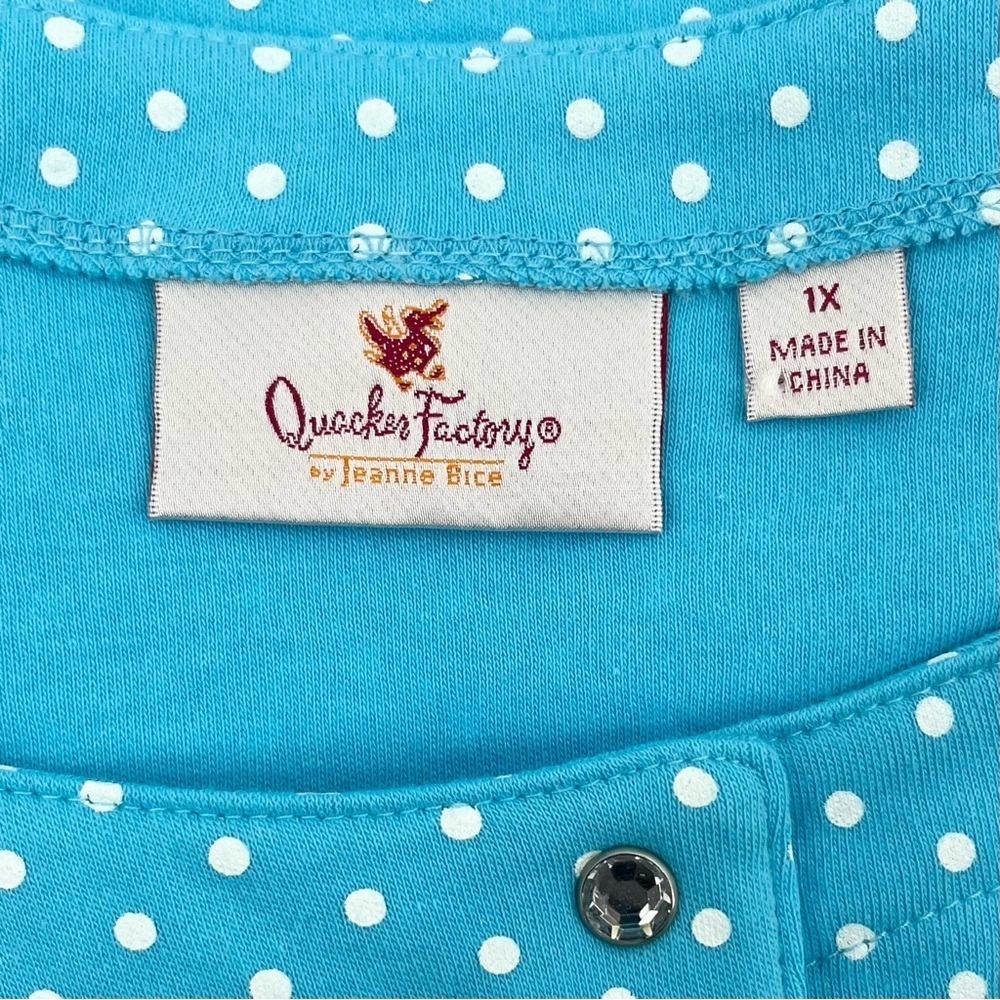 Quacker Factory®
by Jeanne Bice
1X
MADE IN
CHINA